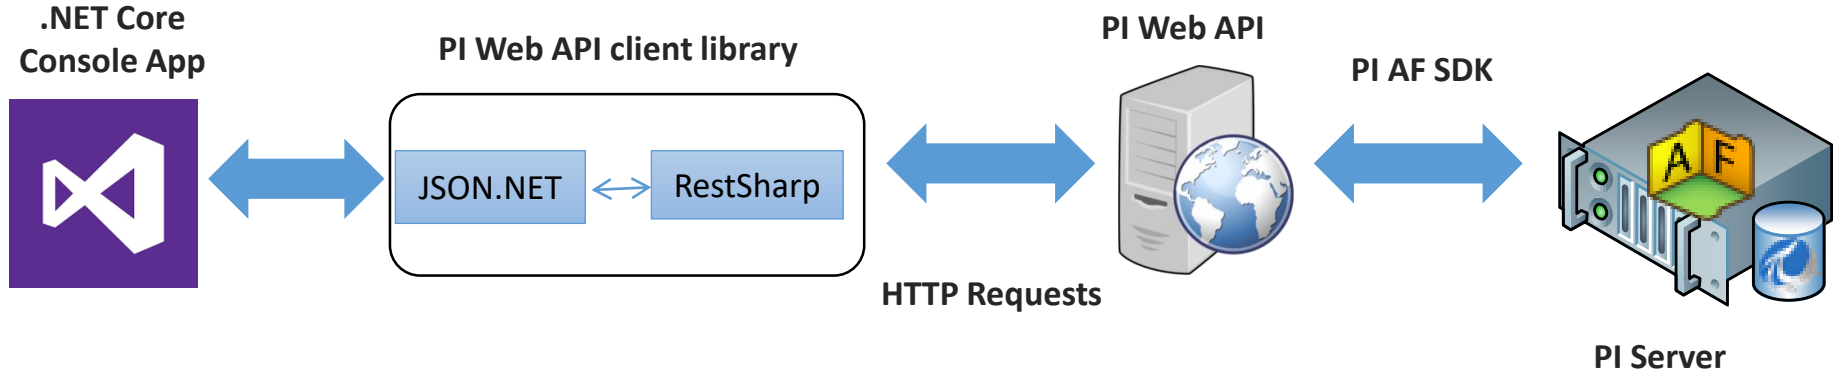 .NET Core
Console App
PI Web API client library
JSON.NET
RestSharp
HTTP Requests
PI Web API
PI AF SDK
A F
PI Server